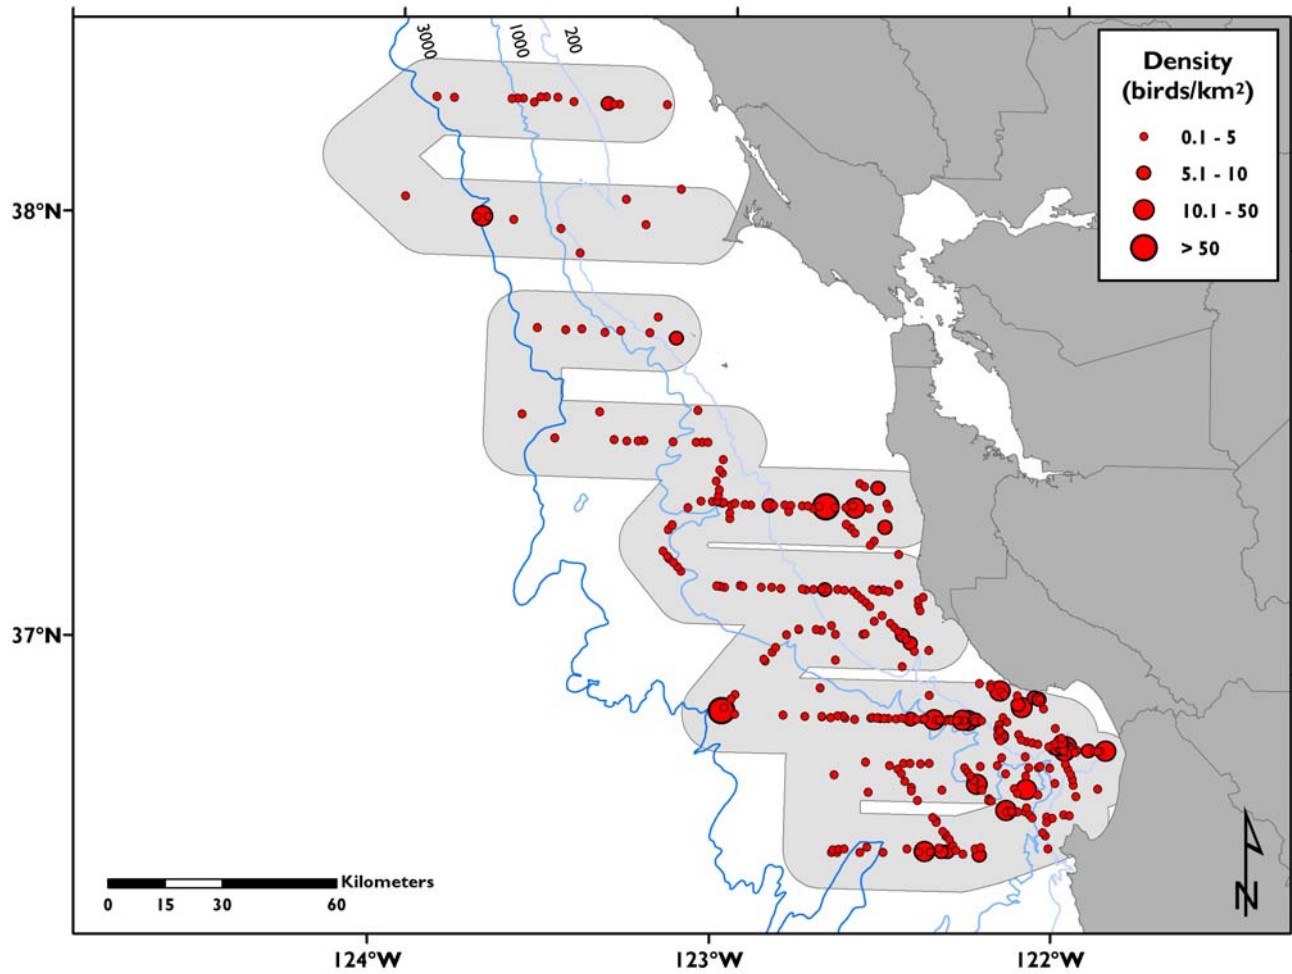 3000
1000
200
Density
(birds/km²)
0.1 - 5
5.1 - 10
10.1 - 50
> 50
38°N
37°N
Kilometers
0 15 30 60
N
124°W 123°W 122°W